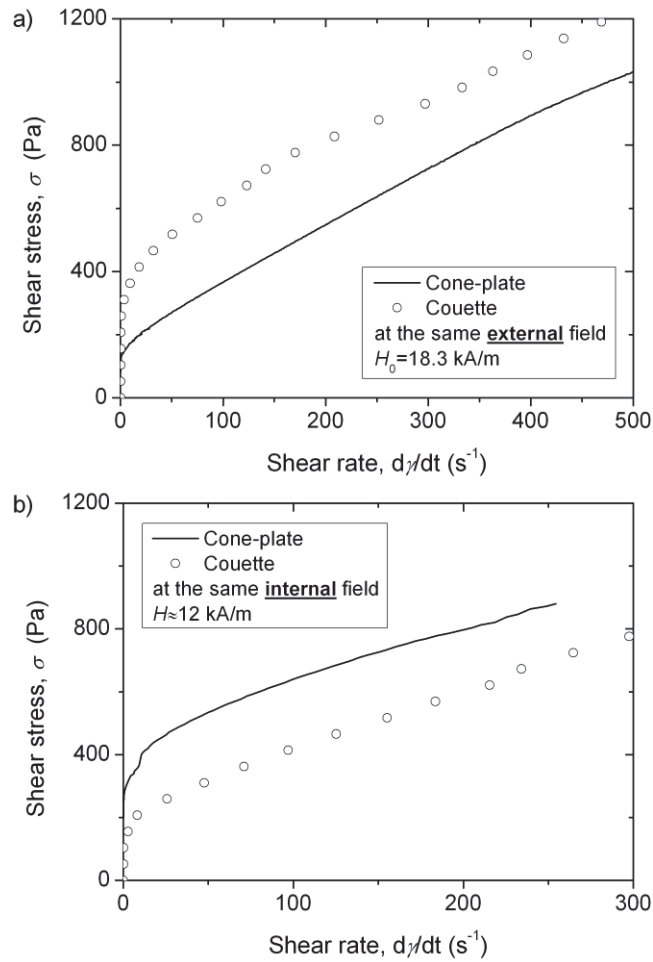 a)
1200
800
400
0
Shear stress, σ (Pa)
Cone-plate
Couette
at the same external field
H₀=18.3 kA/m
0 100 200 300 400 500
Shear rate, dγ/dt (s⁻¹)
b)
1200
800
400
0
Shear stress, σ (Pa)
Cone-plate
Couette
at the same internal field
H≈12 kA/m
0 100 200 300
Shear rate, dγ/dt (s⁻¹)